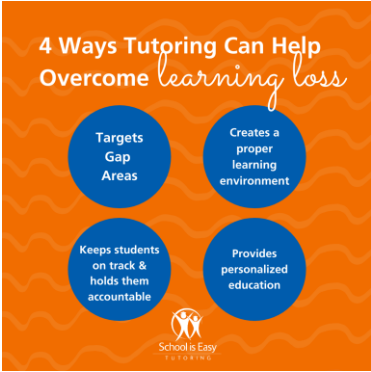 4 Ways Tutoring Can Help
Overcome learning loss
Targets
Gap
Areas
Creates a
proper
learning
environment
Keeps students
on track &
holds them
accountable
Provides
personalized
education
School is Easy
TUTORING